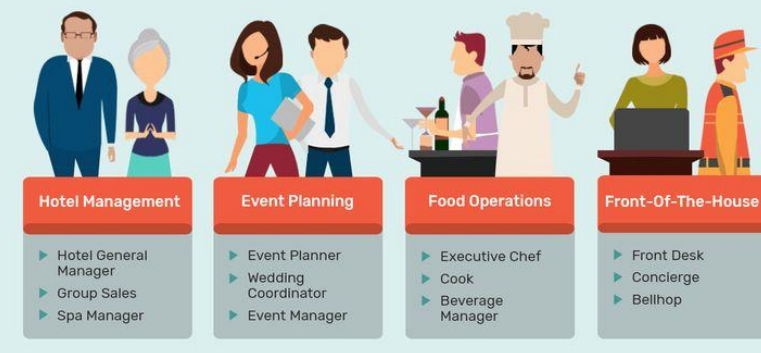 Hotel Management
Hotel General
Manager
Group Sales
Spa Manager
Event Planning
Event Planner
Wedding
Coordinator
Event Manager
Food Operations
Executive Chef
Cook
Beverage
Manager
Front-Of-The-House
Front Desk
Concierge
Bellhop